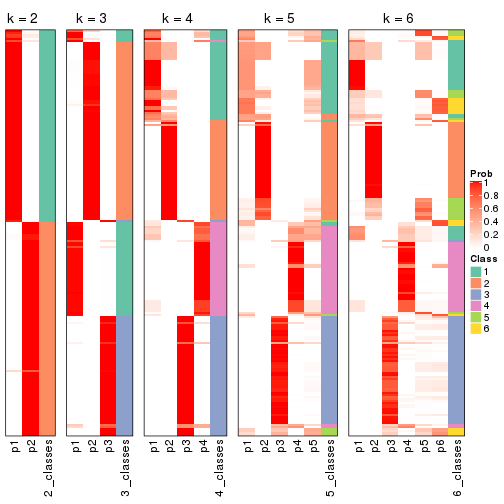 k = 2
k = 3
k = 4
k = 5
k = 6
p1
p2
2_classes
p1
p2
p3
3_classes
p1
p2
p3
p4
4_classes
p1
p2
p3
p4
p5
5_classes
p1
p2
p3
p4
p5
p6
6_classes
Prob
1
0.8
0.6
0.4
0.2
0
Class
1
2
3
4
5
6